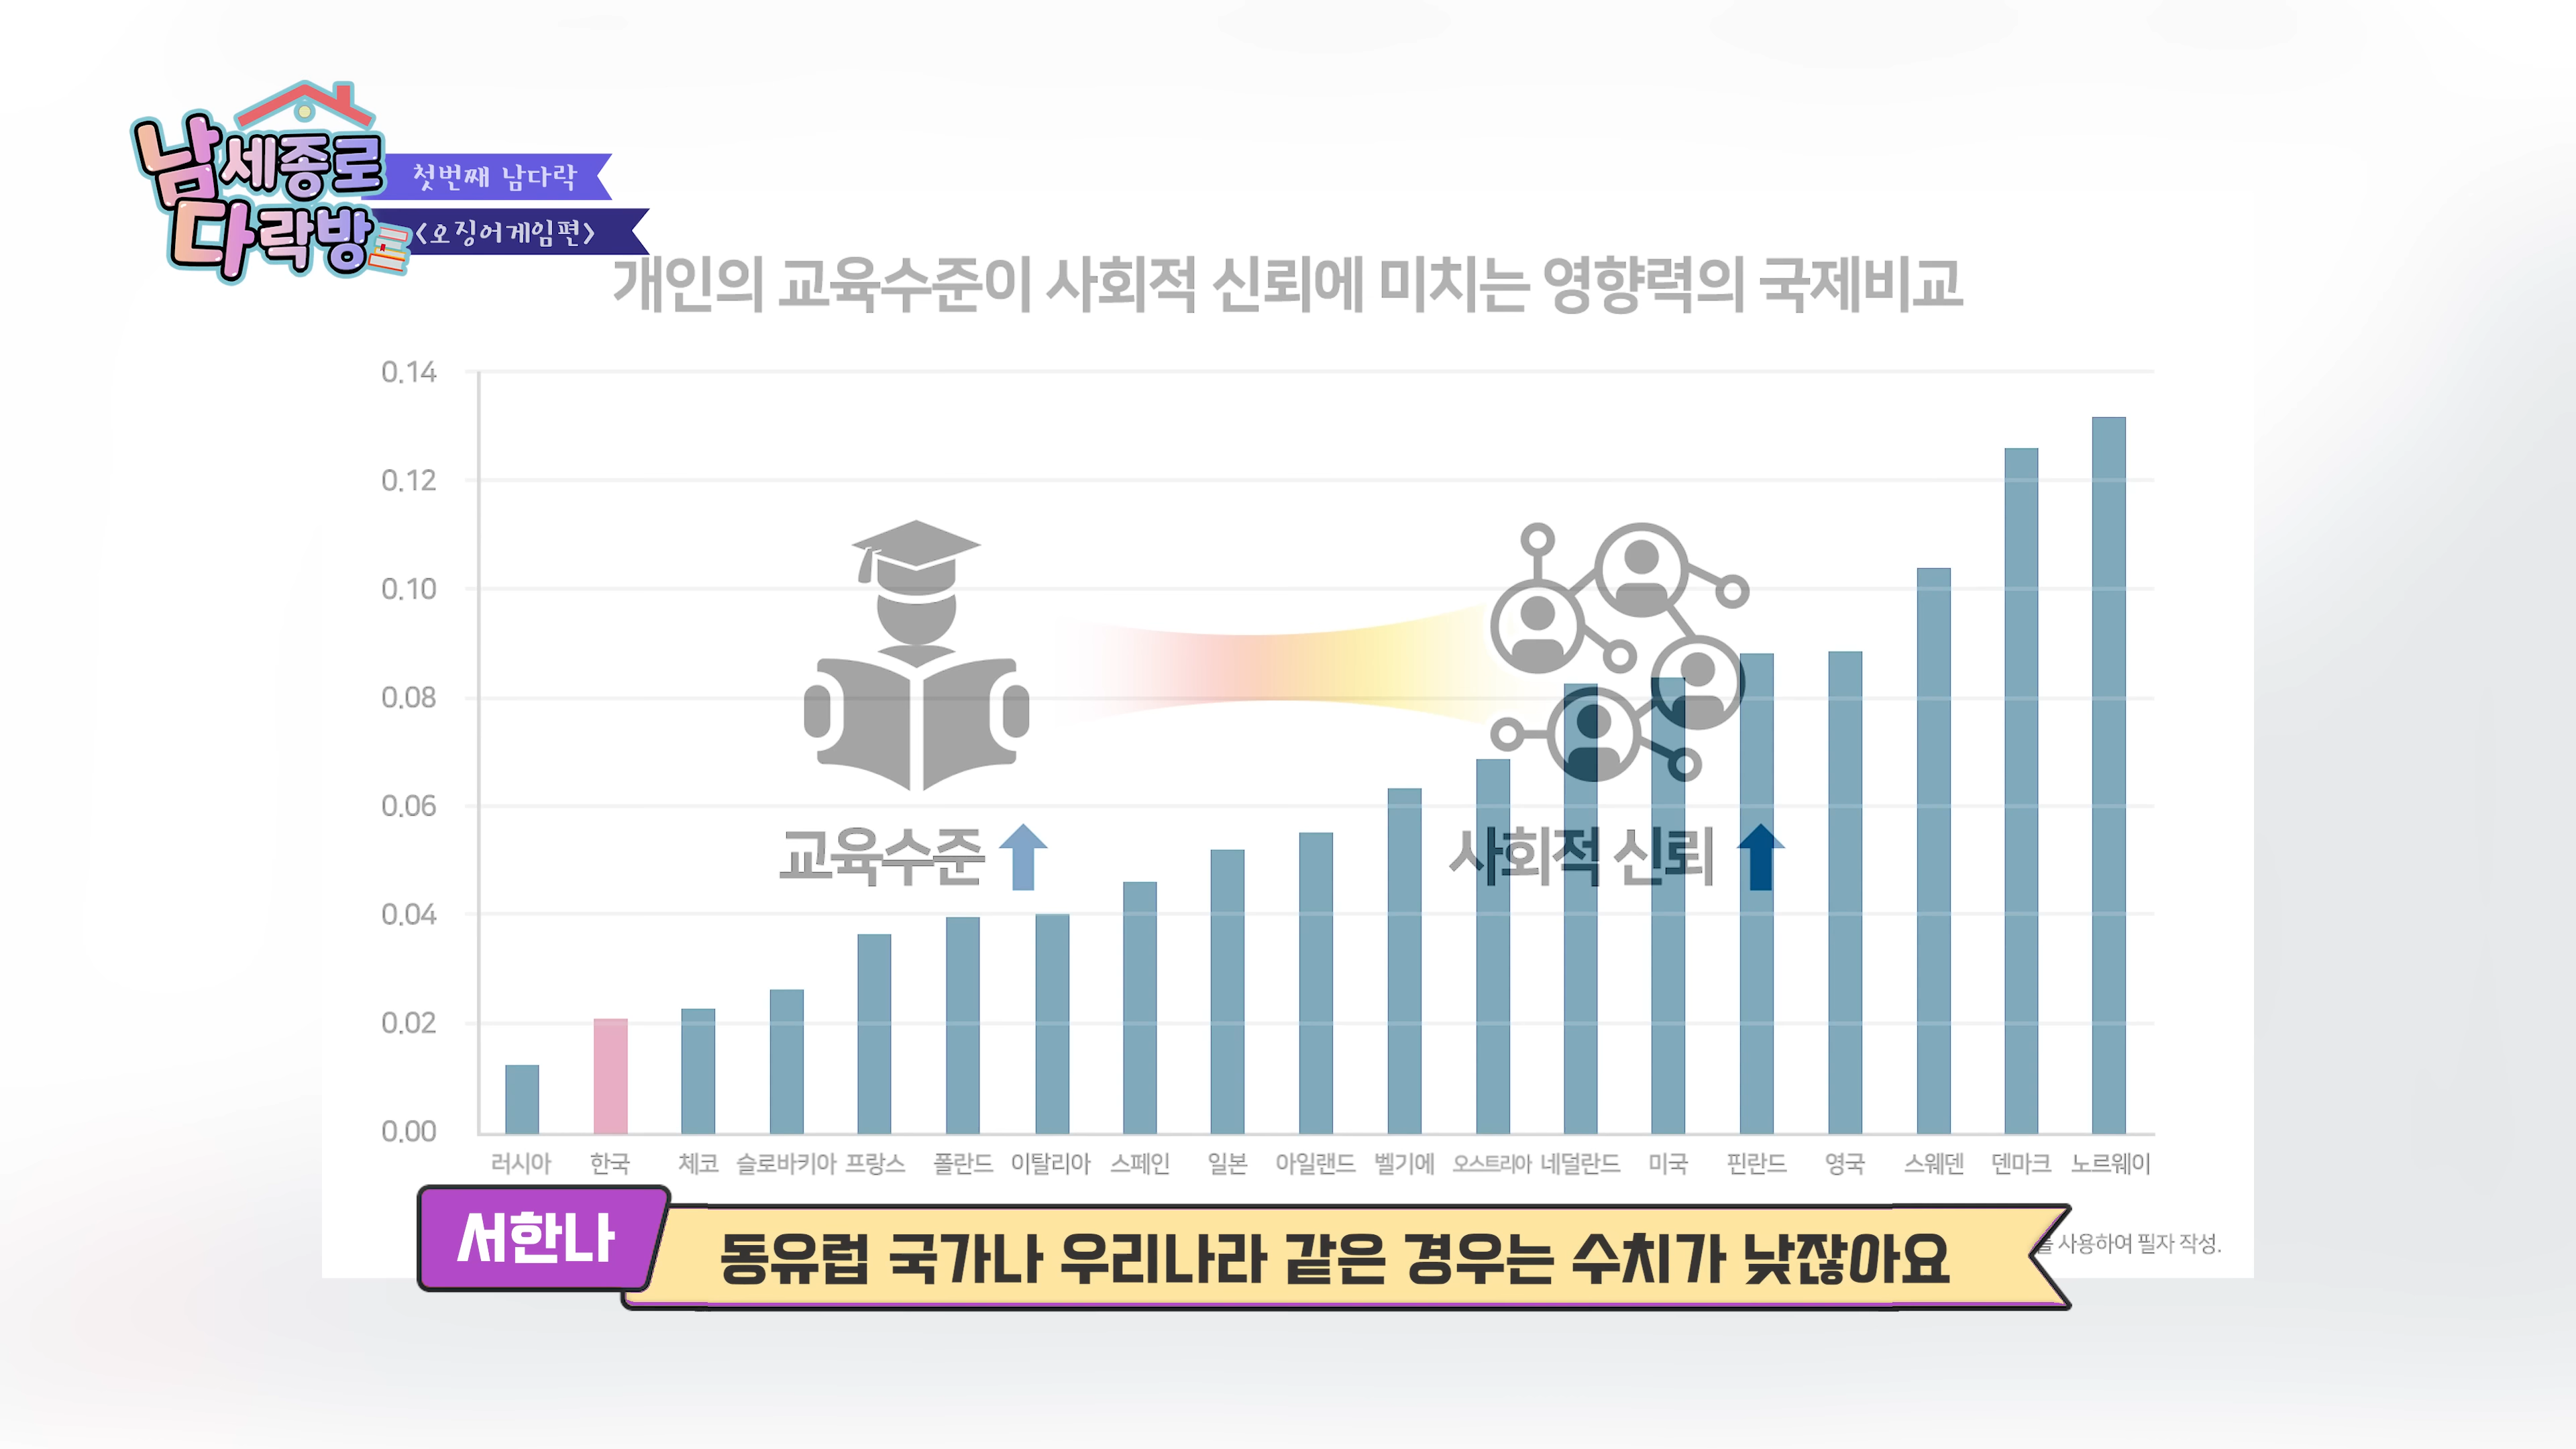 남세종로
다락방
첫번째 남다락
<오징어게임편>
개인의 교육수준이 사회적 신뢰에 미치는 영향력의 국제비교
0.14
0.12
0.10
0.08
0.06
0.04
0.02
0.00
교육수준
사회적 신뢰
러시아 한국 체코 슬로바키아 프랑스 폴란드 이탈리아 스페인 일본 아일랜드 벨기에 오스트리아 네덜란드 미국 핀란드 영국 스웨덴 덴마크 노르웨이
사용하여 필자 작성.
서한나
동유럽 국가나 우리나라 같은 경우는 수치가 낮잖아요